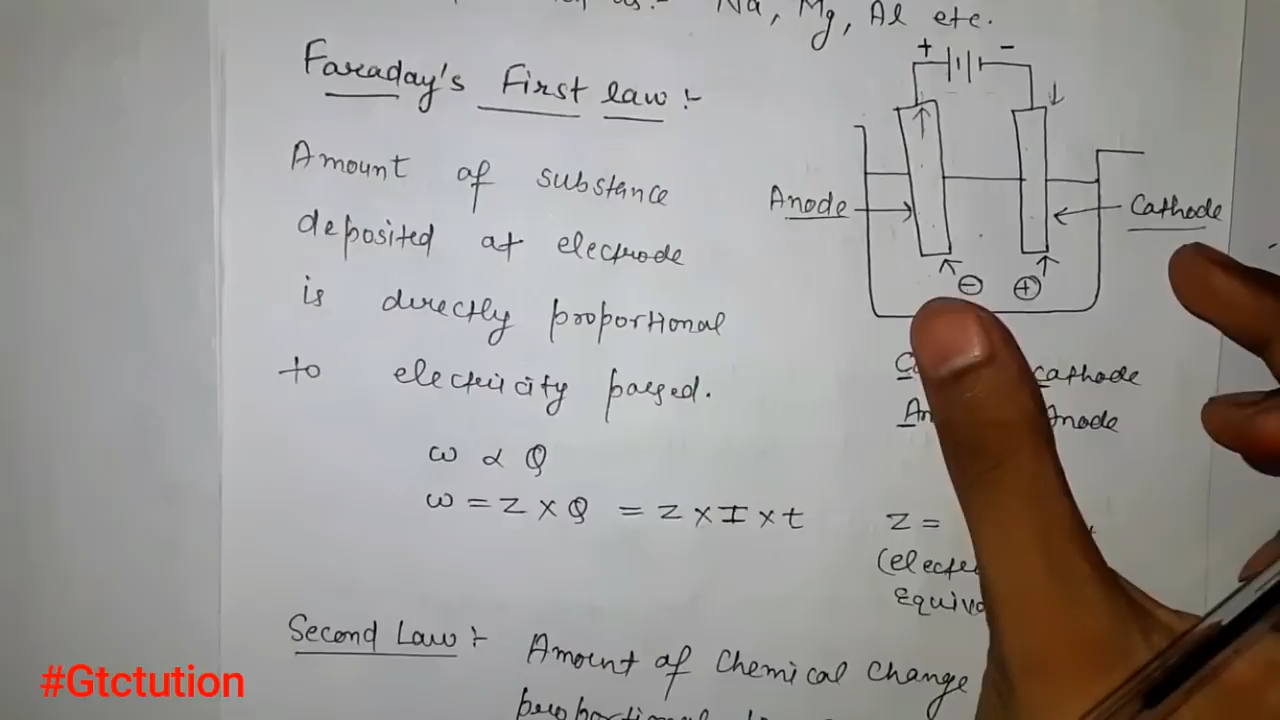 Na, Mg, Al etc.
Faraday's First law :-
Amount of substance
deposited at electrode
is directly proportional
to electricity passed.
w ∝ Q
w = Z x Q = Z x I x t
+ -
Anode
Cathode
- +
cathode
Anode
Z =
Second Law :- Amount of Chemical Change
#Gtctution